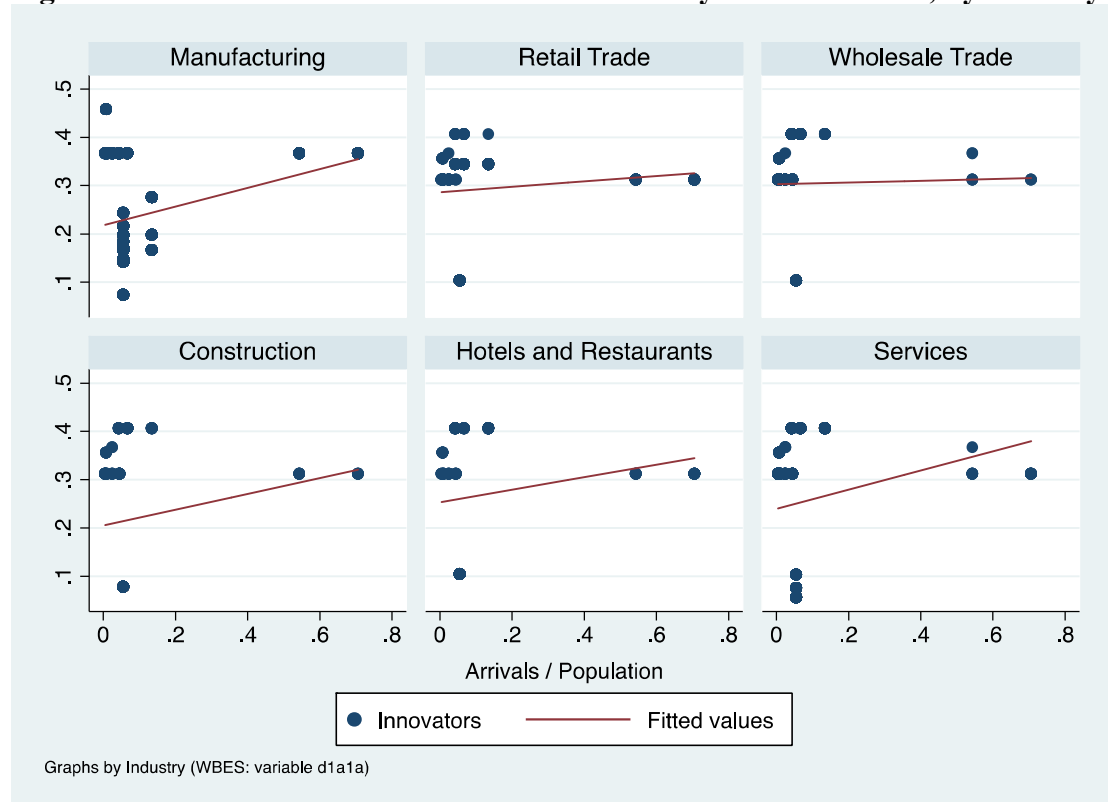 Manufacturing Retail Trade Wholesale Trade
.5
.4
.3
.2
.1
Construction Hotels and Restaurants Services
.5
.4
.3
.2
.1
0 .2 .4 .6 .8 0 .2 .4 .6 .8 0 .2 .4 .6 .8
Arrivals / Population
Innovators Fitted values
Graphs by Industry (WBES: variable d1a1a)